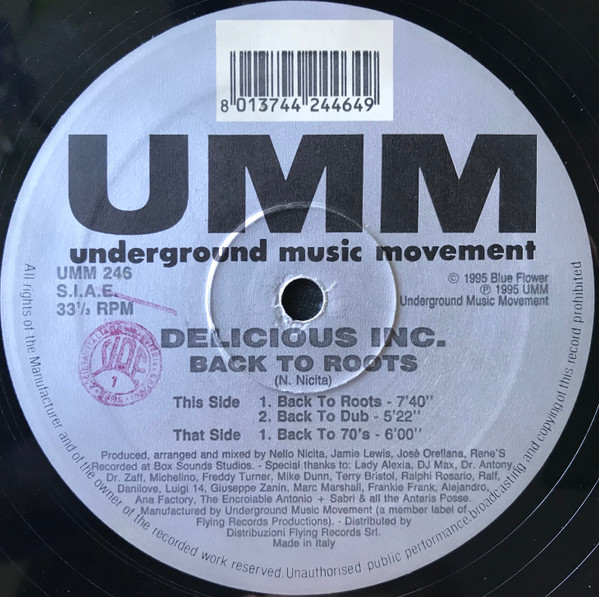 8 013744 244649
UMM
underground music movement
UMM 246
S.I.A.E.
33⅓ RPM
© 1995 Blue Flower
℗ 1995 UMM
Underground Music Movement
DELICIOUS INC.
BACK TO ROOTS
(N. Nicita)
This Side 1. Back To Roots - 7'40''
2. Back To Dub - 5'22''
That Side 1. Back To 70's - 6'00''
Produced, arranged and mixed by Nello Nicita, Jamie Lewis, Josè Orellana, Rene'S
Recorded at Box Sounds Studios. - Special thanks to: Lady Alexia, DJ Max, Dr. Antony,
Dr. Zaff, Michelino, Freddy Turner, Mike Dunn, Terry Bristol, Ralphi Rosario, Ralf,
Danilove, Luigi 14, Giuseppe Zanin, Marc Marshall, Frankie Frank, Alejandro,
Ana Factory, The Encroiable Antonio + Sabri & all the Antaris Posse.
Manufactured by Underground Music Movement (a member label of
Flying Records Productions). - Distributed by
Distribuzioni Flying Records Srl.
Made in Italy
All rights of the Manufacturer and of the owner of the recorded work reserved. Unauthorised public performance, broadcasting and copying of this record prohibited